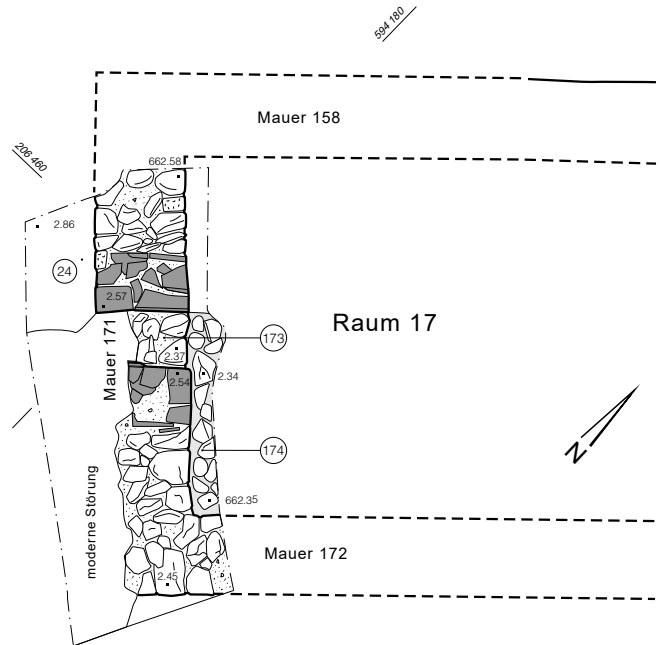 594 180
Mauer 158
206 460
662.58
2.86
24
2.57
Raum 17
Mauer 171
173
2.37
2.54
2.34
174
N
moderne Störung
662.35
Mauer 172
2.45